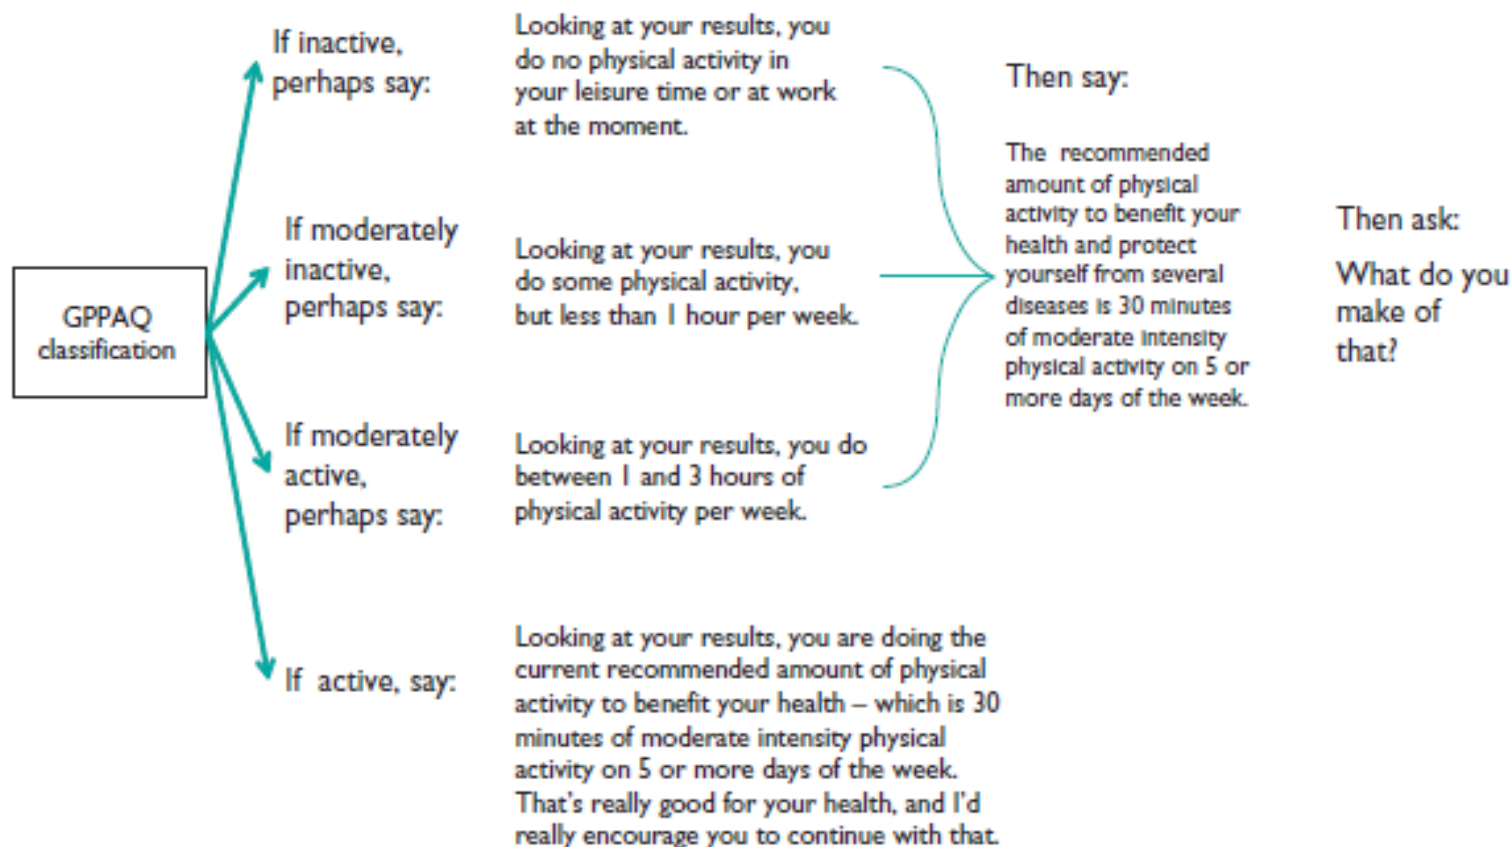 GPPAQ
classification
If inactive,
perhaps say:
Looking at your results, you
do no physical activity in
your leisure time or at work
at the moment.
If moderately
inactive,
perhaps say:
Looking at your results, you
do some physical activity,
but less than 1 hour per week.
If moderately
active,
perhaps say:
Looking at your results, you do
between 1 and 3 hours of
physical activity per week.
If active, say:
Looking at your results, you are doing the
current recommended amount of physical
activity to benefit your health – which is 30
minutes of moderate intensity physical
activity on 5 or more days of the week.
That's really good for your health, and I'd
really encourage you to continue with that.
Then say:
The recommended
amount of physical
activity to benefit your
health and protect
yourself from several
diseases is 30 minutes
of moderate intensity
physical activity on 5 or
more days of the week.
Then ask:
What do you
make of
that?